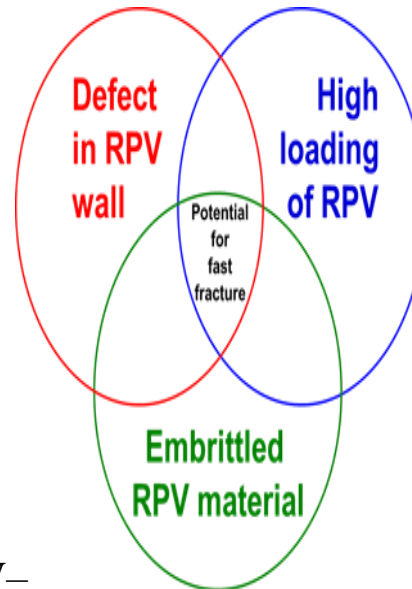 Defect
in RPV
wall
High
loading
of RPV
Potential
for
fast
fracture
Embrittled
RPV material